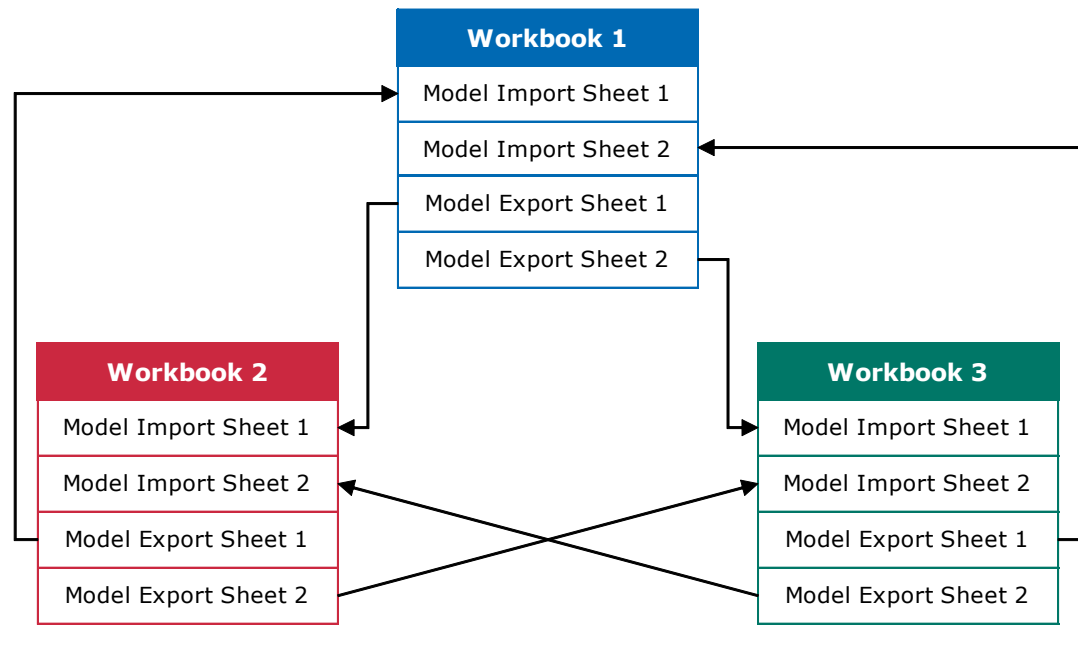 Workbook 1
Model Import Sheet 1
Model Import Sheet 2
Model Export Sheet 1
Model Export Sheet 2
Workbook 2
Model Import Sheet 1
Model Import Sheet 2
Model Export Sheet 1
Model Export Sheet 2
Workbook 3
Model Import Sheet 1
Model Import Sheet 2
Model Export Sheet 1
Model Export Sheet 2